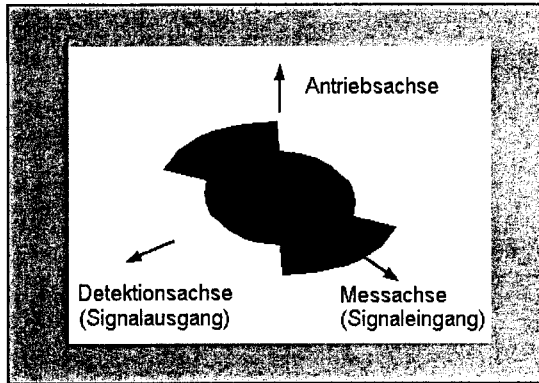 Antriebsachse
Detektionsachse
(Signalausgang)
Messachse
(Signaleingang)